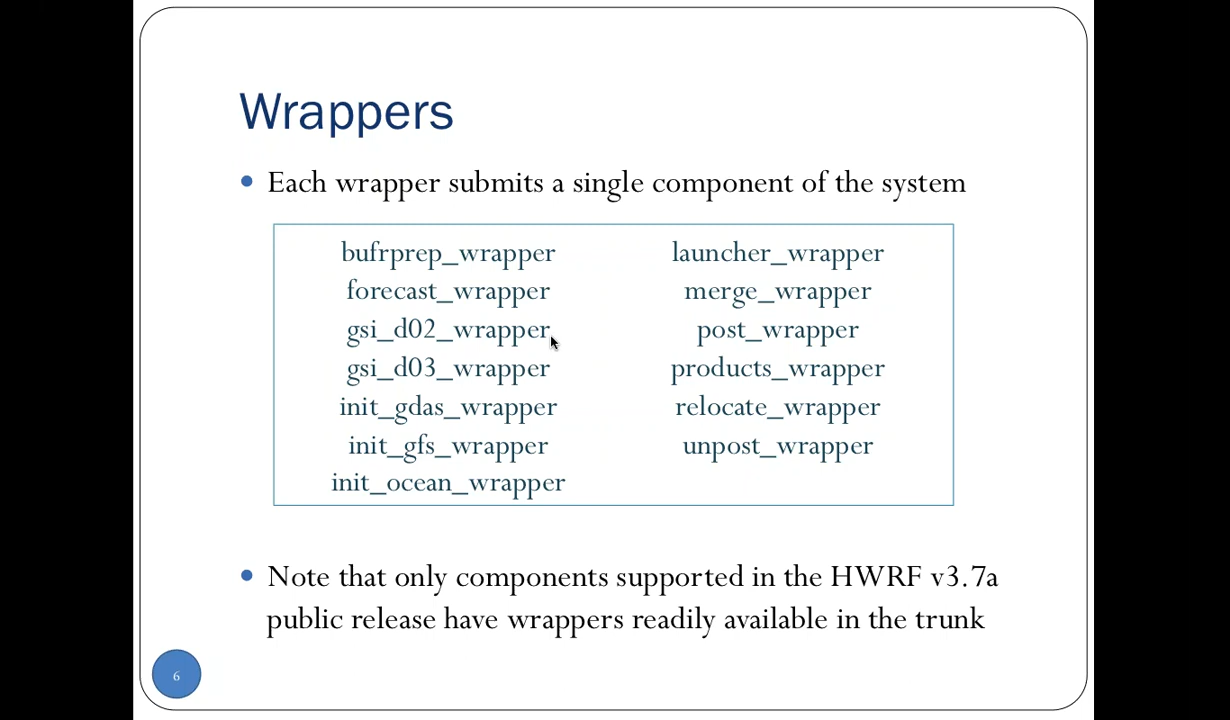 Wrappers
Each wrapper submits a single component of the system
bufrprep_wrapper
forecast_wrapper
gsi_d02_wrapper
gsi_d03_wrapper
init_gdas_wrapper
init_gfs_wrapper
init_ocean_wrapper
launcher_wrapper
merge_wrapper
post_wrapper
products_wrapper
relocate_wrapper
unpost_wrapper
Note that only components supported in the HWRF v3.7a
public release have wrappers readily available in the trunk
6